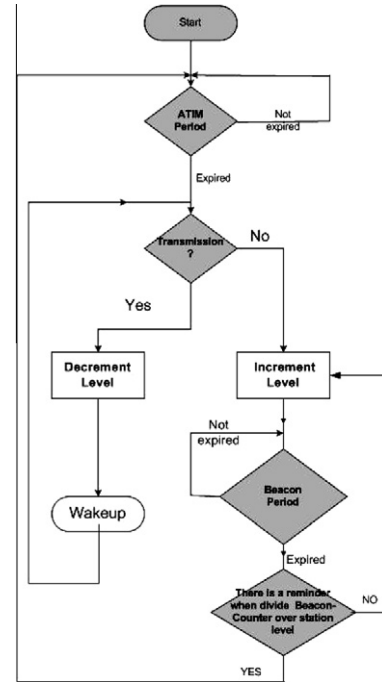 Start
ATIM
Period
Not
expired
Expired
Transmission
?
No
Yes
Decrement
Level
Increment
Level
Not
expired
Wakeup
Beacon
Period
Expired
There is a reminder
when divide Beacon-
Counter over station
level
NO
YES